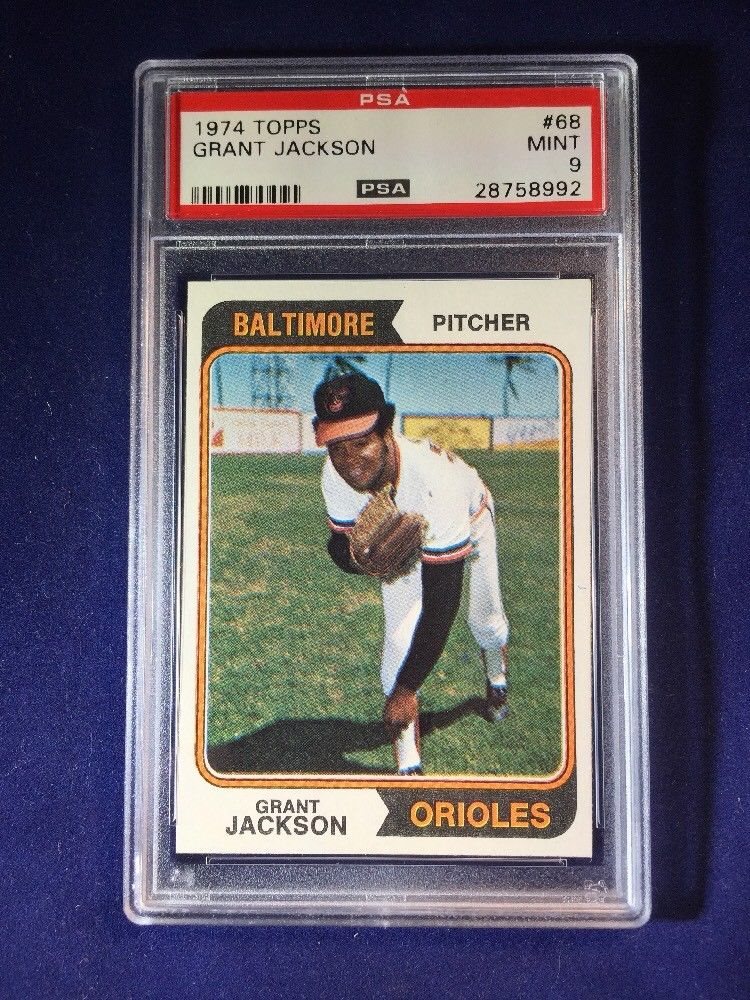 PSA
1974 TOPPS #68
GRANT JACKSON MINT
9
PSA 28758992
BALTIMORE PITCHER
GRANT
JACKSON
ORIOLES